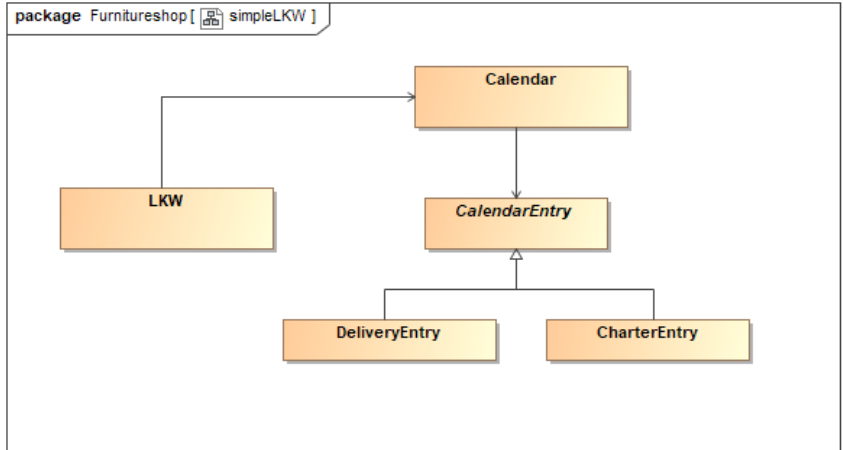 package Furnitureshop [ simpleLKW ]
Calendar
LKW
CalendarEntry
DeliveryEntry
CharterEntry